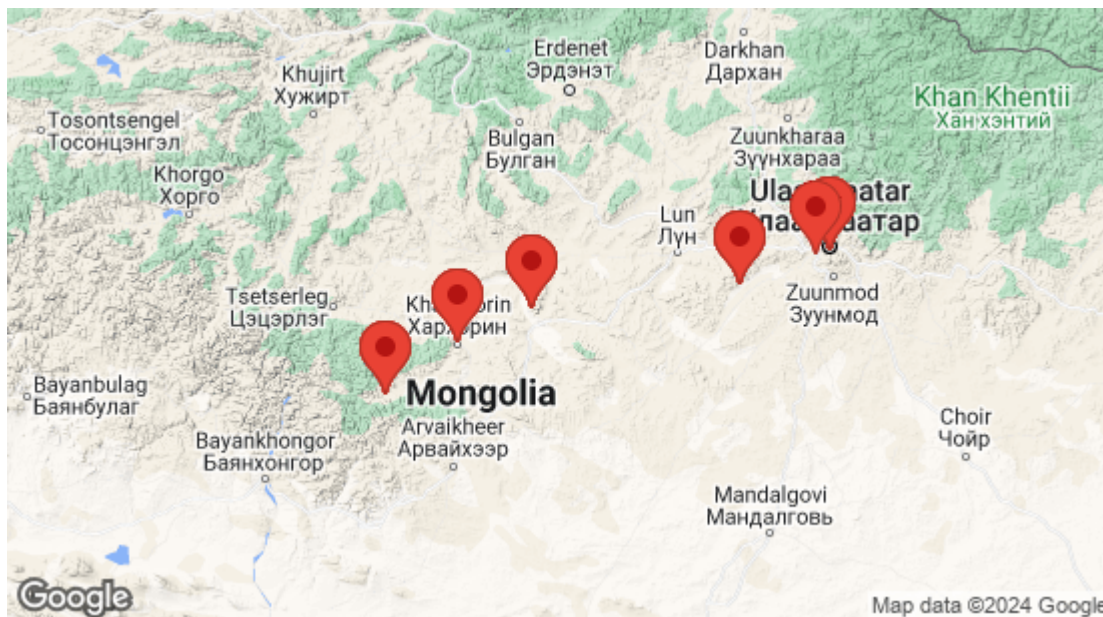 Erdenet
Эрдэнэт
Darkhan
Дархан
Khujirt
Хужирт
Khan Khentii
Хан хэнтий
Tosontsengel
Тосонцэнгэл
Bulgan
Булган
Zuunkharaa
Зүүнхараа
Khorgo
Хорго
Lun
Лүн
Zuunmod
Зуунмод
Tsetserleg
Цэцэрлэг
Mongolia
Bayanbulag
Баянбулаг
Arvaikheer
Арвайхээр
Bayankhongor
Баянхонгор
Choir
Чойр
Mandalgovi
Мандалговь
Google
Map data ©2024 Google